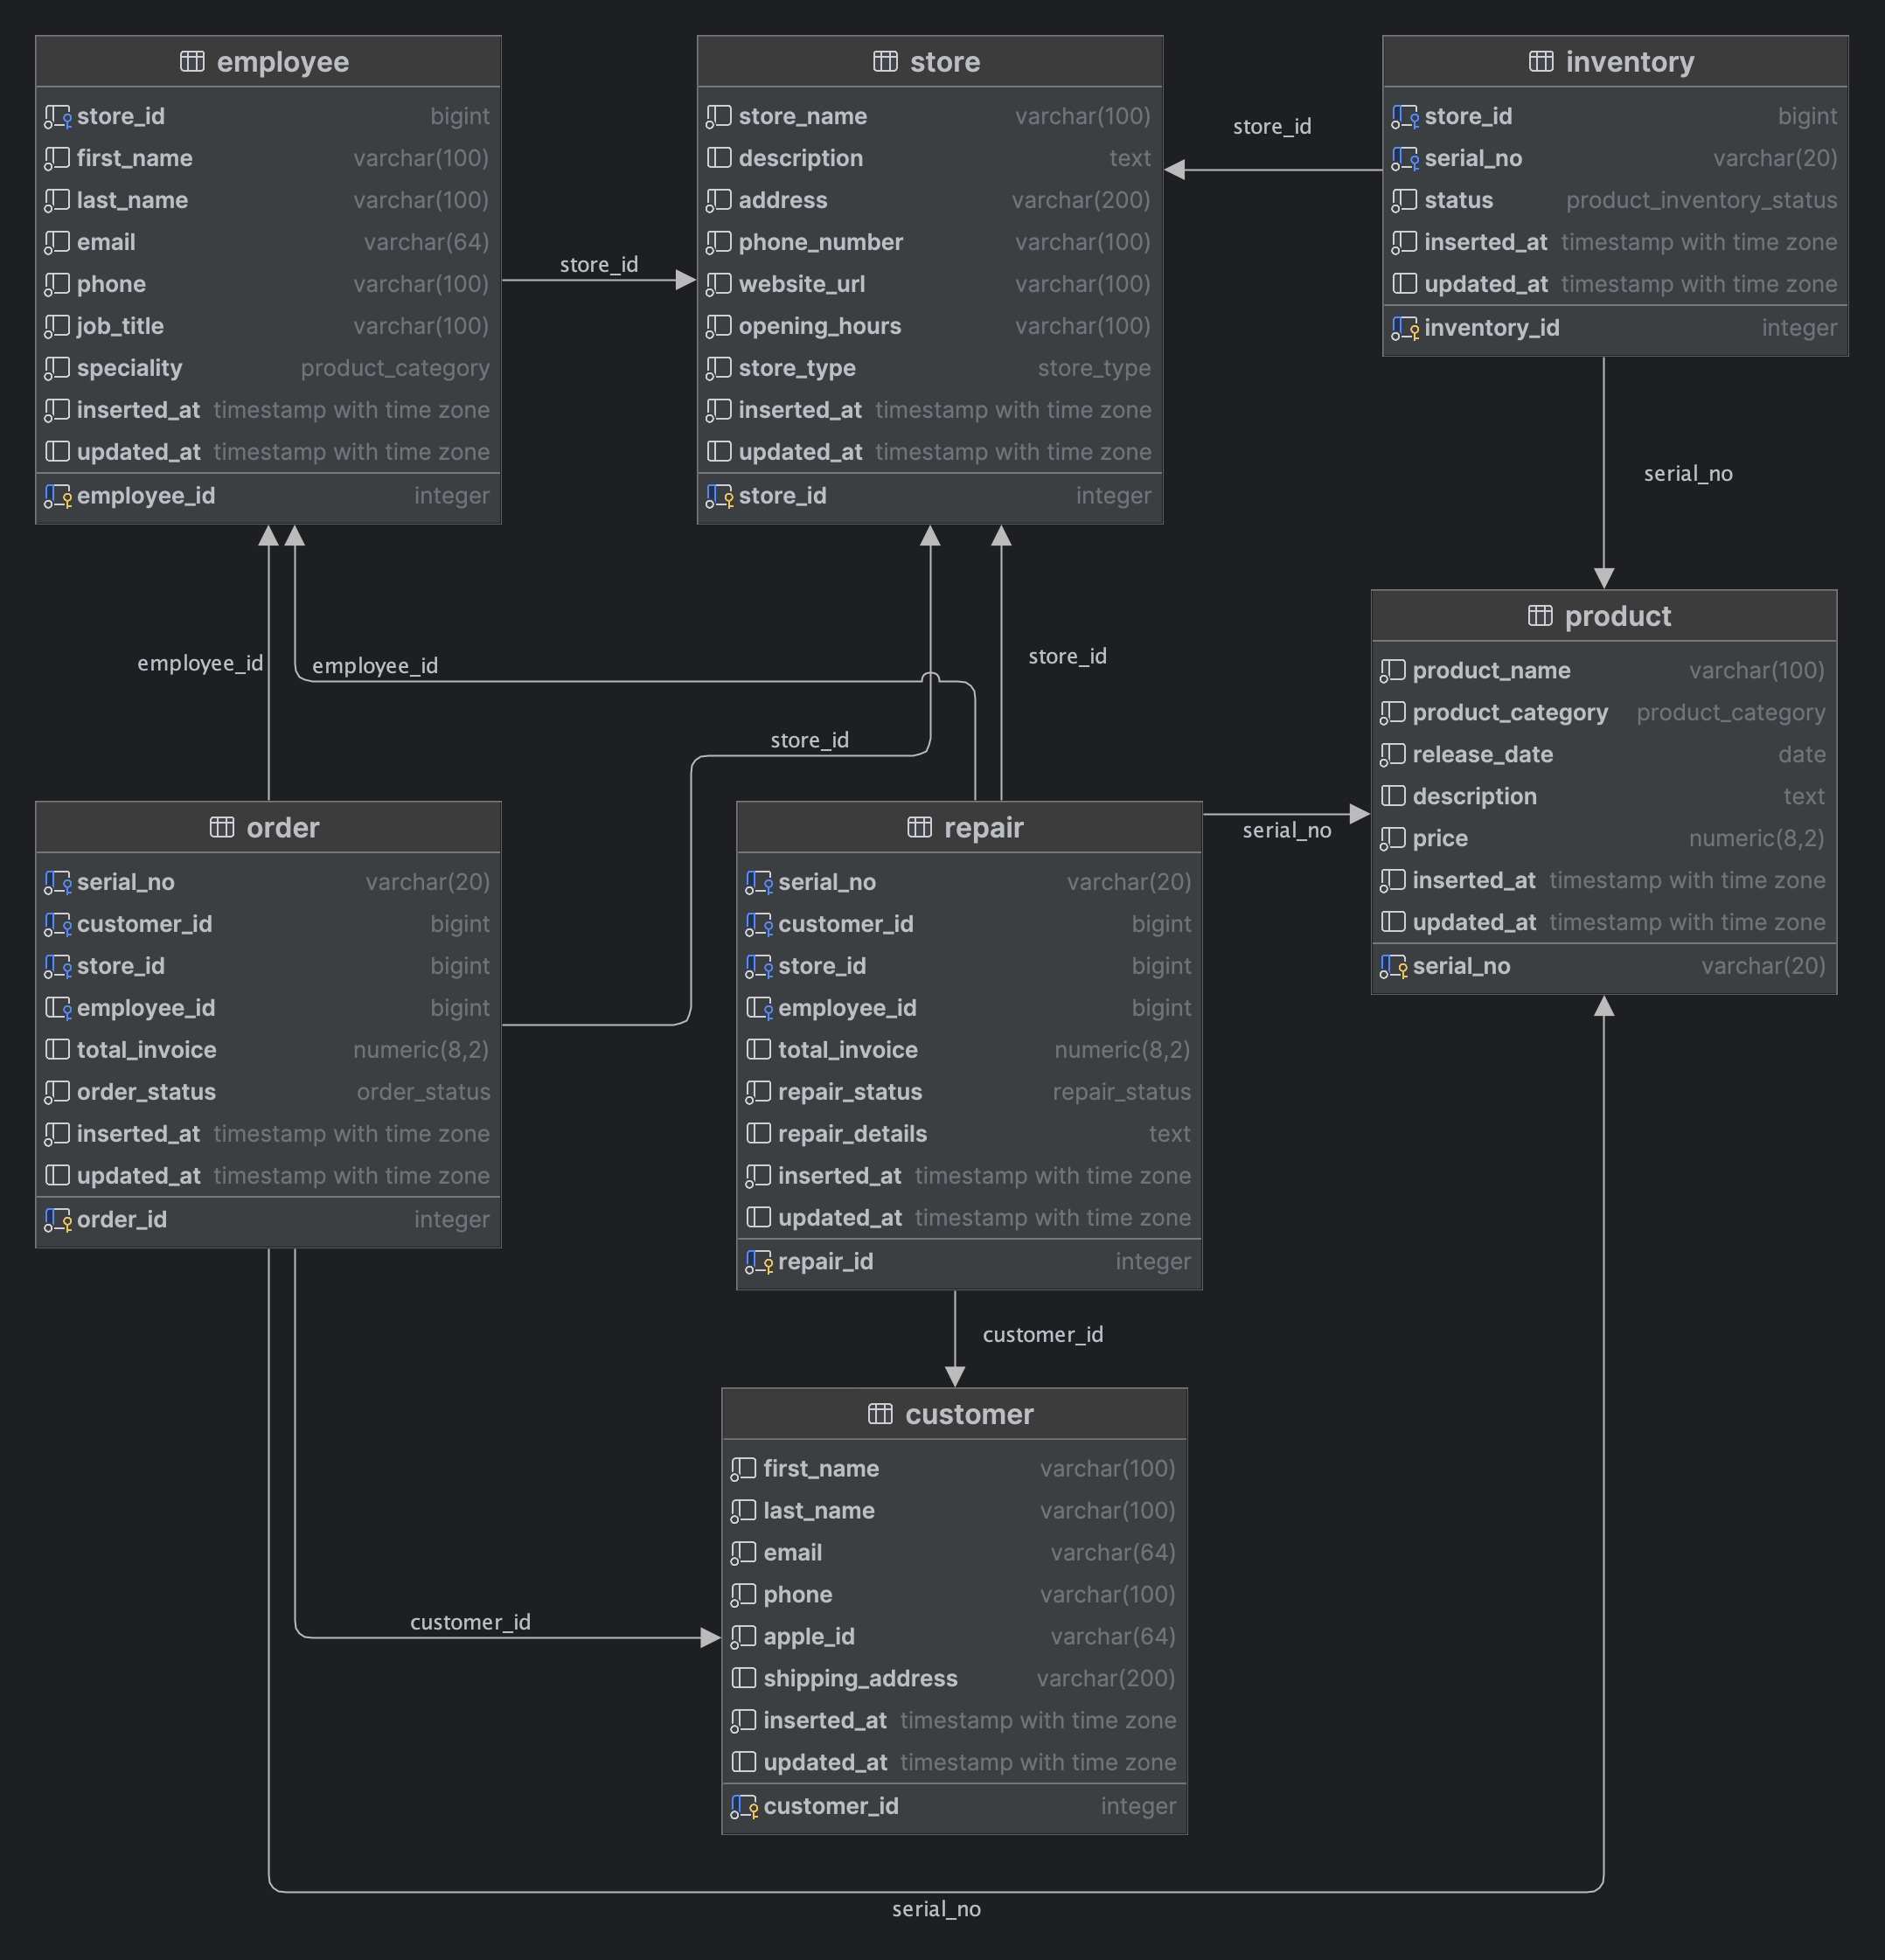 employee
store_id bigint
first_name varchar(100)
last_name varchar(100)
email varchar(64)
phone varchar(100)
job_title varchar(100)
speciality product_category
inserted_at timestamp with time zone
updated_at timestamp with time zone
employee_id integer
store_id
store
store_name varchar(100)
description text
address varchar(200)
phone_number varchar(100)
website_url varchar(100)
opening_hours varchar(100)
store_type store_type
inserted_at timestamp with time zone
updated_at timestamp with time zone
store_id integer
store_id
inventory
store_id bigint
serial_no varchar(20)
status product_inventory_status
inserted_at timestamp with time zone
updated_at timestamp with time zone
inventory_id integer
serial_no
employee_id
employee_id
store_id
store_id
product
product_name varchar(100)
product_category product_category
release_date date
description text
price numeric(8,2)
inserted_at timestamp with time zone
updated_at timestamp with time zone
serial_no varchar(20)
order
serial_no varchar(20)
customer_id bigint
store_id bigint
employee_id bigint
total_invoice numeric(8,2)
order_status order_status
inserted_at timestamp with time zone
updated_at timestamp with time zone
order_id integer
repair
serial_no varchar(20)
customer_id bigint
store_id bigint
employee_id bigint
total_invoice numeric(8,2)
repair_status repair_status
repair_details text
inserted_at timestamp with time zone
updated_at timestamp with time zone
repair_id integer
serial_no
customer_id
customer
first_name varchar(100)
last_name varchar(100)
email varchar(64)
phone varchar(100)
apple_id varchar(64)
shipping_address varchar(200)
inserted_at timestamp with time zone
updated_at timestamp with time zone
customer_id integer
customer_id
serial_no